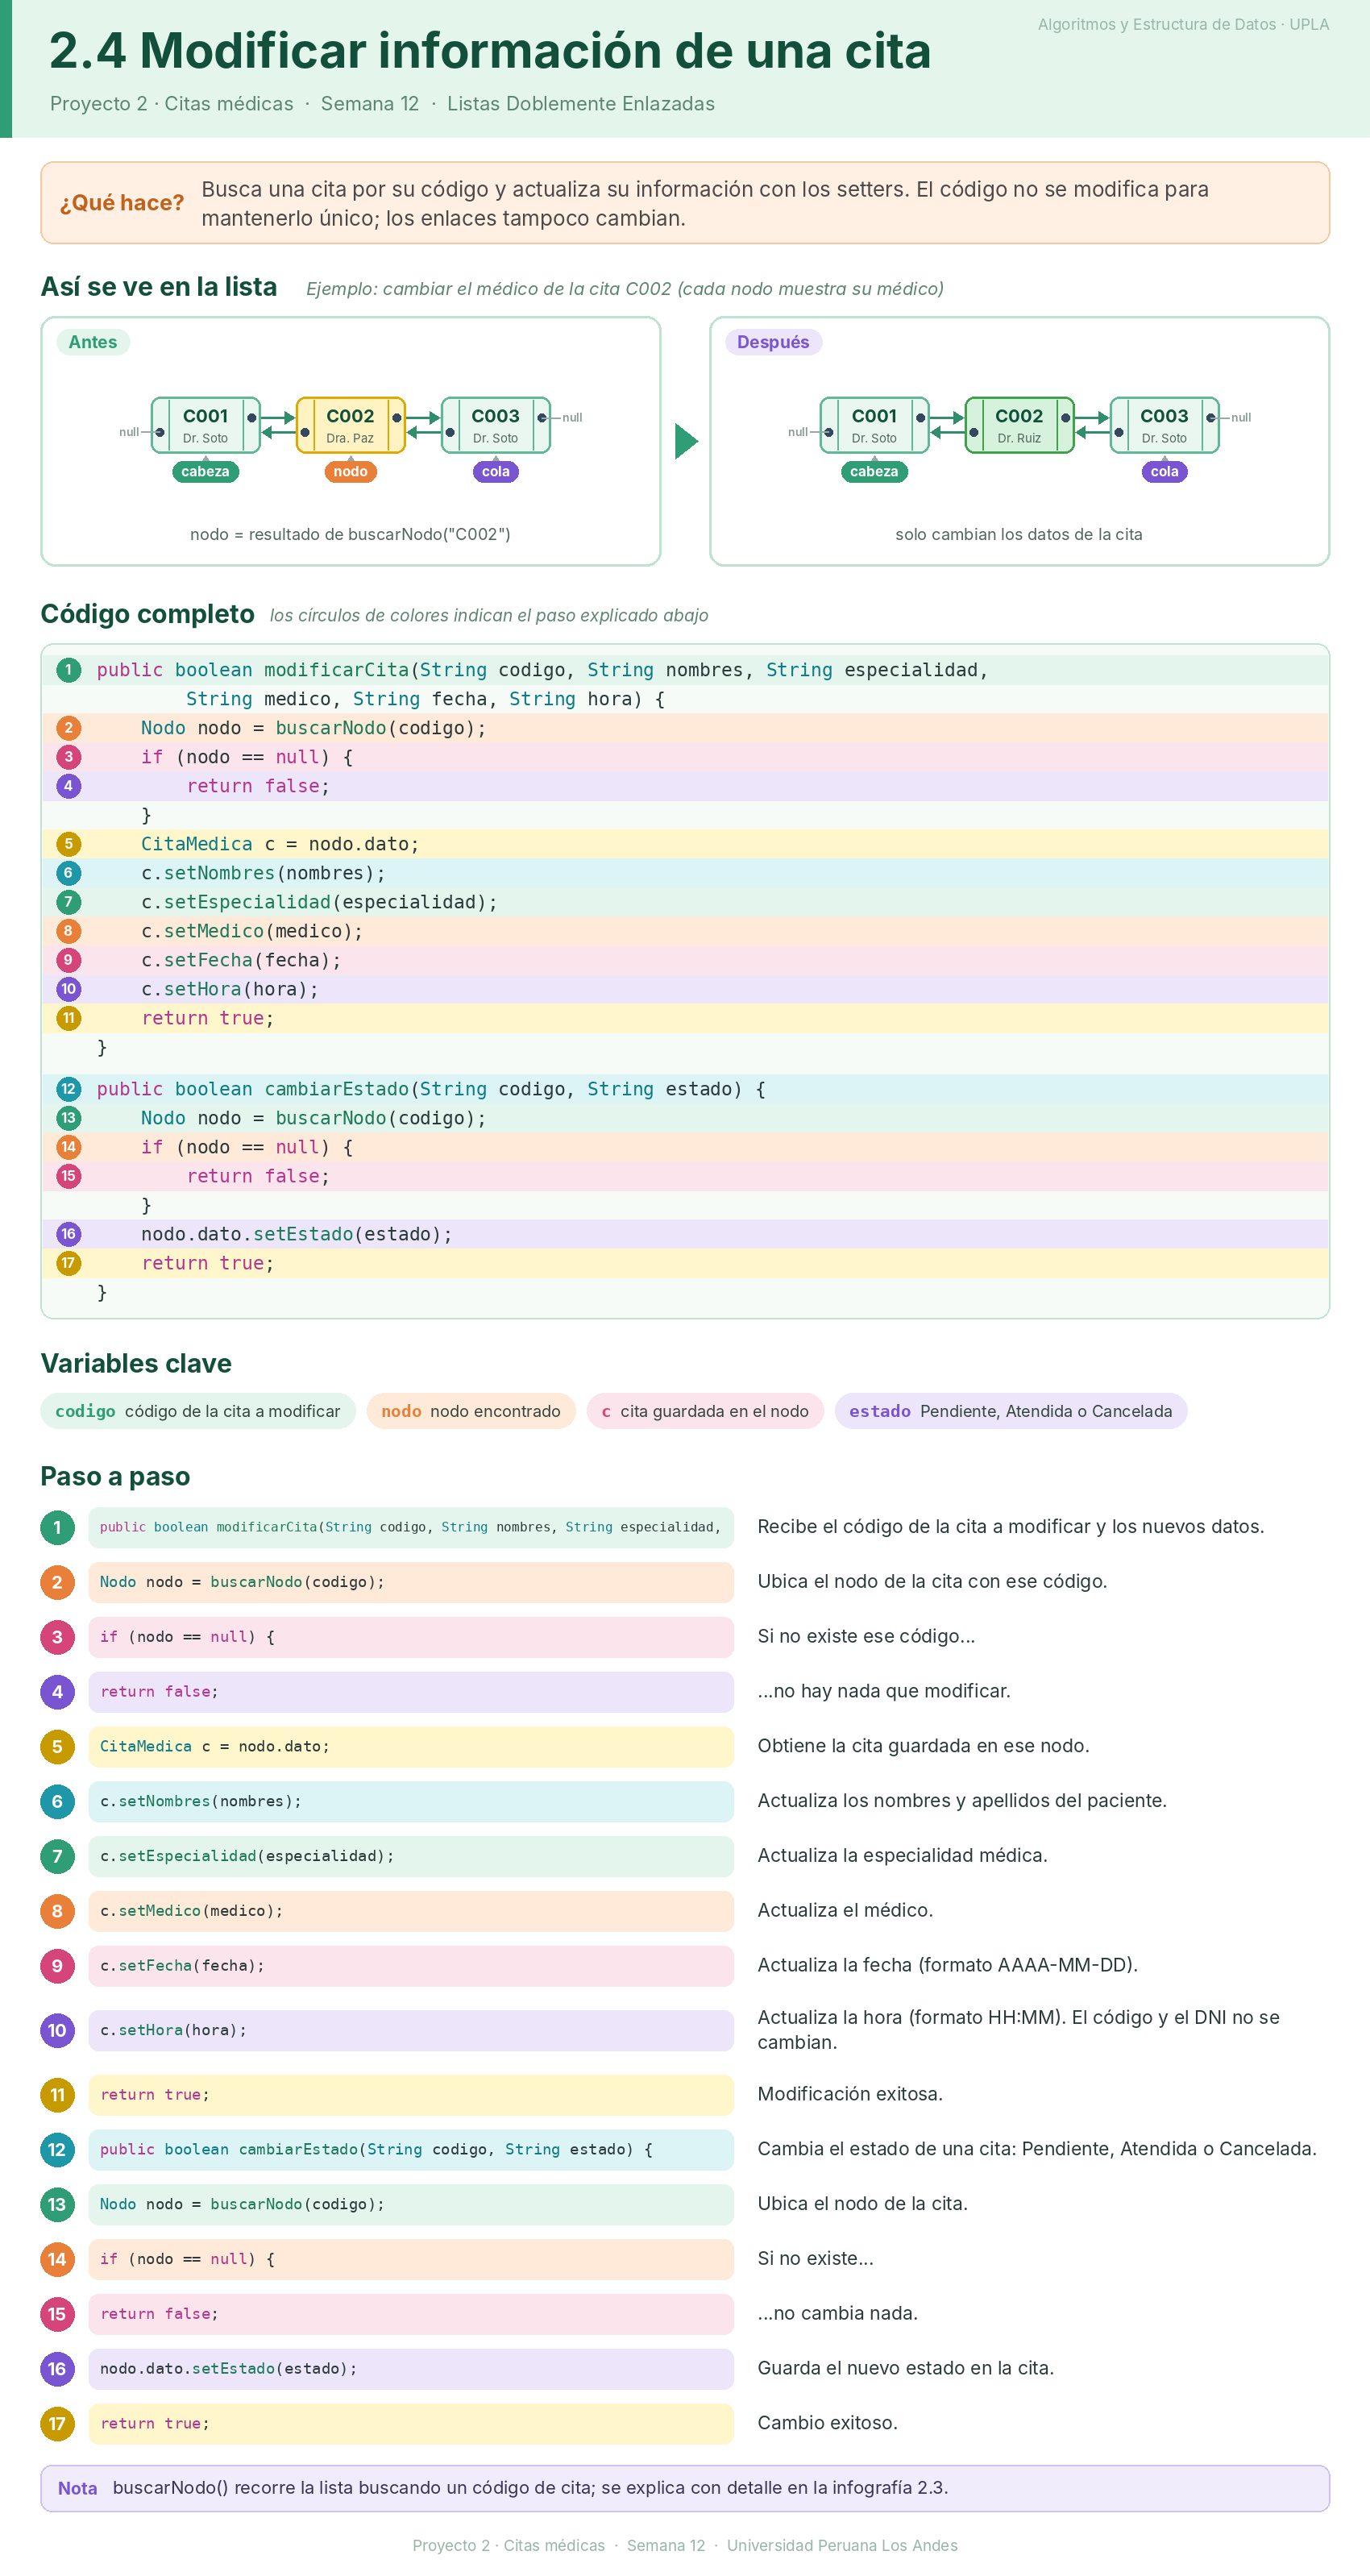 Algoritmos y Estructura de Datos · UPLA
2.4 Modificar información de una cita
Proyecto 2 · Citas médicas · Semana 12 · Listas Doblemente Enlazadas
¿Qué hace?
Busca una cita por su código y actualiza su información con los setters. El código no se modifica para
mantenerlo único; los enlaces tampoco cambian.
Así se ve en la lista
Ejemplo: cambiar el médico de la cita C002 (cada nodo muestra su médico)
Antes
null
C001
Dr. Soto
cabeza
C002
Dra. Paz
nodo
C003
Dr. Soto
cola
null
nodo = resultado de buscarNodo("C002")
Después
null
C001
Dr. Soto
cabeza
C002
Dr. Ruiz
C003
Dr. Soto
cola
null
solo cambian los datos de la cita
Código completo
los círculos de colores indican el paso explicado abajo
1 public boolean modificarCita(String codigo, String nombres, String especialidad,
String medico, String fecha, String hora) {
2 Nodo nodo = buscarNodo(codigo);
3 if (nodo == null) {
4 return false;
}
5 CitaMedica c = nodo.dato;
6 c.setNombres(nombres);
7 c.setEspecialidad(especialidad);
8 c.setMedico(medico);
9 c.setFecha(fecha);
10 c.setHora(hora);
11 return true;
}
12 public boolean cambiarEstado(String codigo, String estado) {
13 Nodo nodo = buscarNodo(codigo);
14 if (nodo == null) {
15 return false;
}
16 nodo.dato.setEstado(estado);
17 return true;
}
Variables clave
codigo código de la cita a modificar
nodo nodo encontrado
c cita guardada en el nodo
estado Pendiente, Atendida o Cancelada
Paso a paso
1 public boolean modificarCita(String codigo, String nombres, String especialidad,
Recibe el código de la cita a modificar y los nuevos datos.
2 Nodo nodo = buscarNodo(codigo);
Ubica el nodo de la cita con ese código.
3 if (nodo == null) {
Si no existe ese código...
4 return false;
...no hay nada que modificar.
5 CitaMedica c = nodo.dato;
Obtiene la cita guardada en ese nodo.
6 c.setNombres(nombres);
Actualiza los nombres y apellidos del paciente.
7 c.setEspecialidad(especialidad);
Actualiza la especialidad médica.
8 c.setMedico(medico);
Actualiza el médico.
9 c.setFecha(fecha);
Actualiza la fecha (formato AAAA-MM-DD).
10 c.setHora(hora);
Actualiza la hora (formato HH:MM). El código y el DNI no se
cambian.
11 return true;
Modificación exitosa.
12 public boolean cambiarEstado(String codigo, String estado) {
Cambia el estado de una cita: Pendiente, Atendida o Cancelada.
13 Nodo nodo = buscarNodo(codigo);
Ubica el nodo de la cita.
14 if (nodo == null) {
Si no existe...
15 return false;
...no cambia nada.
16 nodo.dato.setEstado(estado);
Guarda el nuevo estado en la cita.
17 return true;
Cambio exitoso.
Nota buscarNodo() recorre la lista buscando un código de cita; se explica con detalle en la infografía 2.3.
Proyecto 2 · Citas médicas · Semana 12 · Universidad Peruana Los Andes